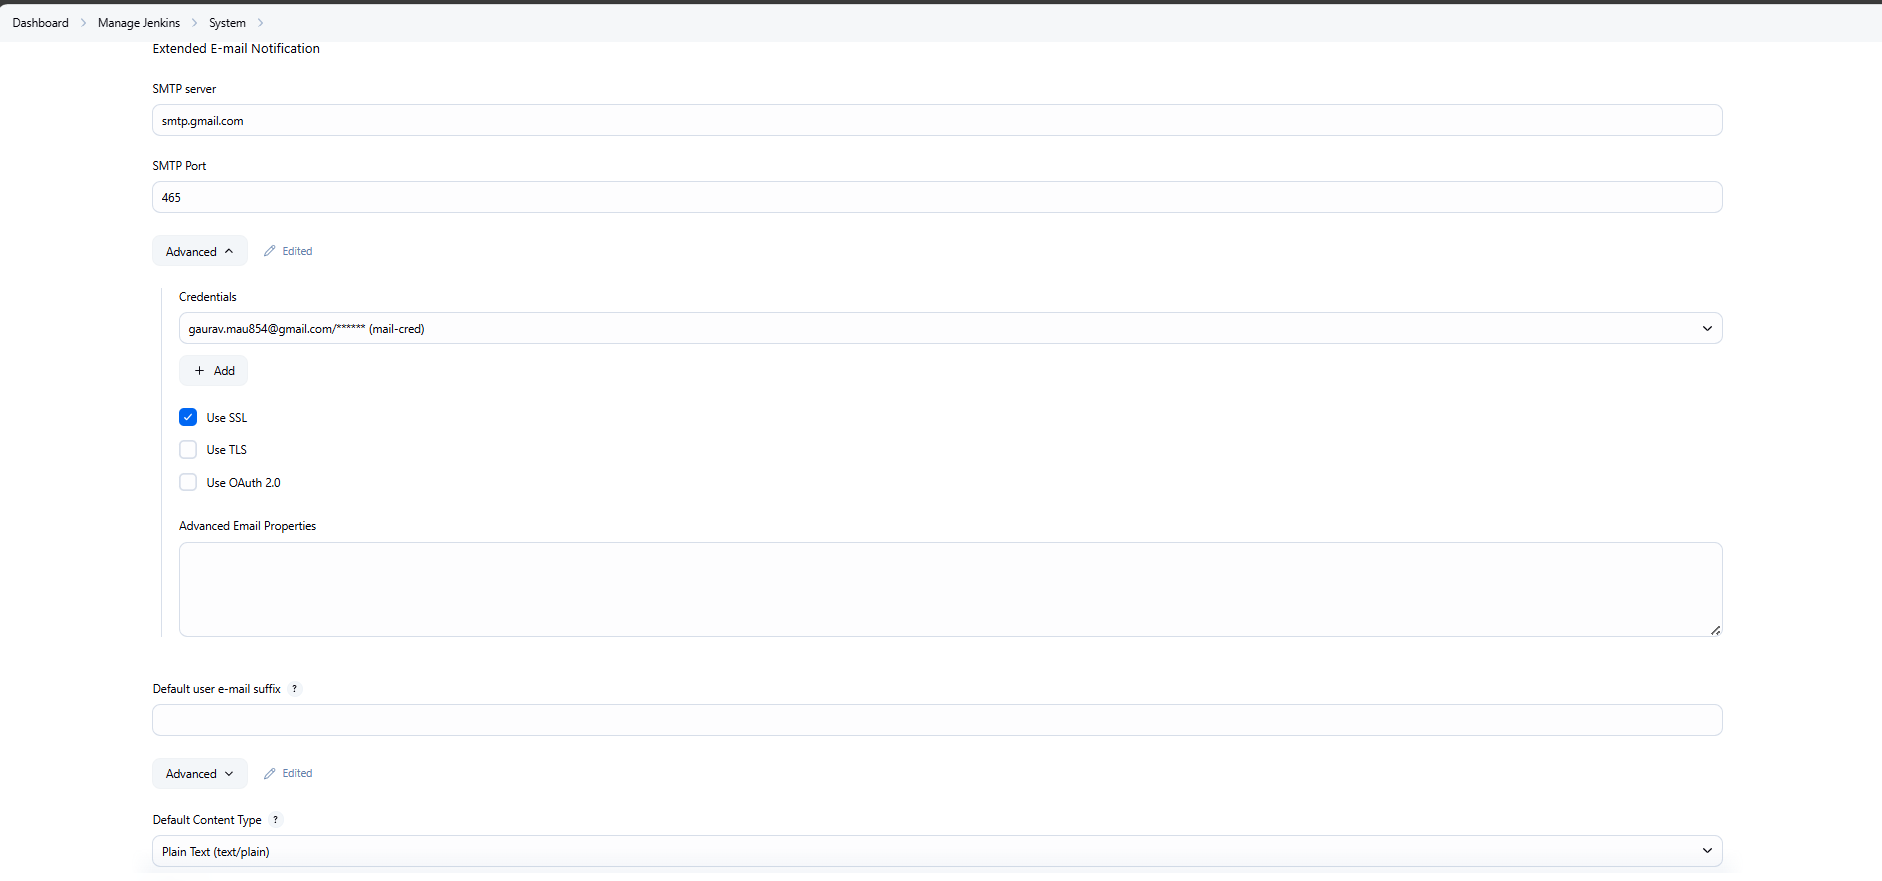 Dashboard > Manage Jenkins > System >
Extended E-mail Notification
SMTP server
smtp.gmail.com
SMTP Port
465
Advanced Edited
Credentials
gaurav.mau854@gmail.com/****** (mail-cred)
+ Add
Use SSL
Use TLS
Use OAuth 2.0
Advanced Email Properties
Default user e-mail suffix ?
Advanced Edited
Default Content Type ?
Plain Text (text/plain)